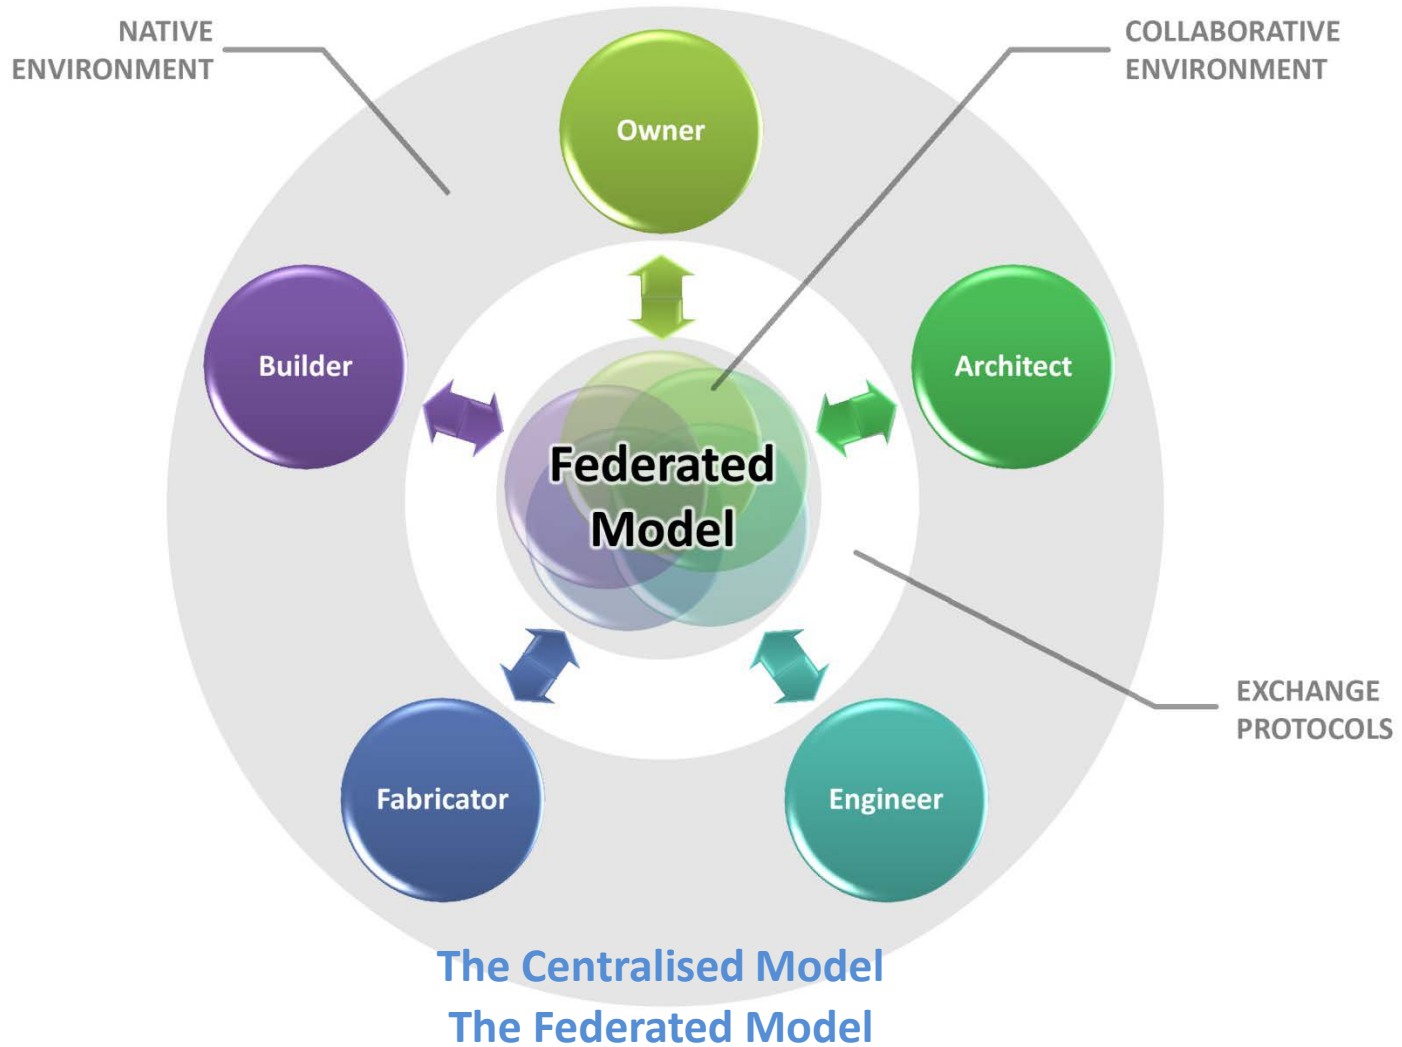 NATIVE
ENVIRONMENT
COLLABORATIVE
ENVIRONMENT
Owner
Builder
Architect
Federated
Model
EXCHANGE
PROTOCOLS
Fabricator
Engineer
The Centralised Model
The Federated Model